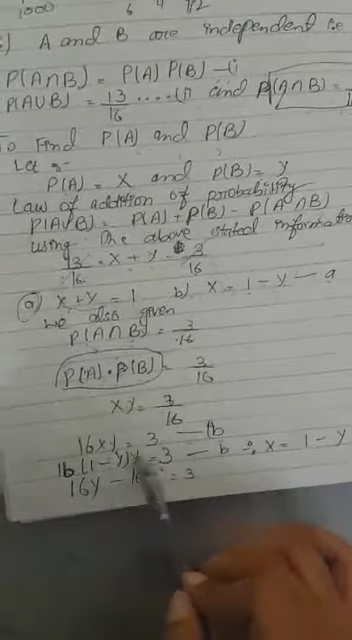 1000 6
A and B are independent i.e
P(A∩B) = P(A) P(B) — i
P(A∪B) = 13/16 .... ii and P(A∩B) =
To Find P(A) and P(B)
Let
P(A) = X and P(B) = Y
Law of addition of probability
P(A∪B) = P(A) + P(B) - P(A∩B)
using The above stated information
13/16 = X + Y - 3/16
a) X + Y = 1 b) X = 1 - Y — a
we also given
P(A∩B) = 3/16
P(A) · P(B) = 3/16
XY = 3/16
16XY = 3 — b
16 (1 - Y)Y = 3 — b ∴ X = 1 - Y
16Y - = 3